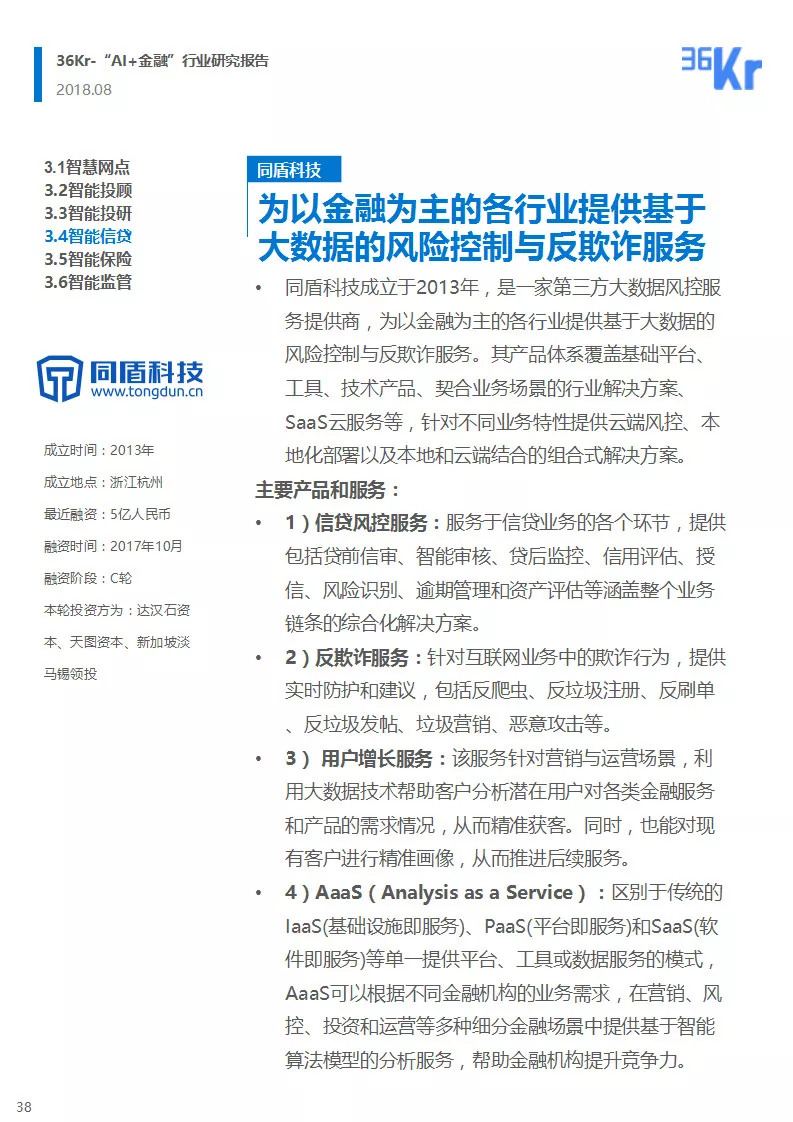 36Kr-“AI+金融”行业研究报告
2018.08
36Kr
3.1智慧网点
3.2智能投顾
3.3智能投研
3.4智能信贷
3.5智能保险
3.6智能监管
同盾科技
www.tongdun.cn
成立时间：2013年
成立地点：浙江杭州
最近融资：5亿人民币
融资时间：2017年10月
融资阶段：C轮
本轮投资方为：达汉石资
本、天图资本、新加坡淡
马锡领投
同盾科技
为以金融为主的各行业提供基于
大数据的风险控制与反欺诈服务
• 同盾科技成立于2013年，是一家第三方大数据风控服
务提供商，为以金融为主的各行业提供基于大数据的
风险控制与反欺诈服务。其产品体系覆盖基础平台、
工具、技术产品、契合业务场景的行业解决方案、
SaaS云服务等，针对不同业务特性提供云端风控、本
地化部署以及本地和云端结合的组合式解决方案。
主要产品和服务：
• 1）信贷风控服务：服务于信贷业务的各个环节，提供
包括贷前信审、智能审核、贷后监控、信用评估、授
信、风险识别、逾期管理和资产评估等涵盖整个业务
链条的综合化解决方案。
• 2）反欺诈服务：针对互联网业务中的欺诈行为，提供
实时防护和建议，包括反爬虫、反垃圾注册、反刷单
、反垃圾发帖、垃圾营销、恶意攻击等。
• 3） 用户增长服务：该服务针对营销与运营场景，利
用大数据技术帮助客户分析潜在用户对各类金融服务
和产品的需求情况，从而精准获客。同时，也能对现
有客户进行精准画像，从而推进后续服务。
• 4）AaaS（Analysis as a Service）：区别于传统的
IaaS(基础设施即服务)、PaaS(平台即服务)和SaaS(软
件即服务)等单一提供平台、工具或数据服务的模式，
AaaS可以根据不同金融机构的业务需求，在营销、风
控、投资和运营等多种细分金融场景中提供基于智能
算法模型的分析服务，帮助金融机构提升竞争力。
38